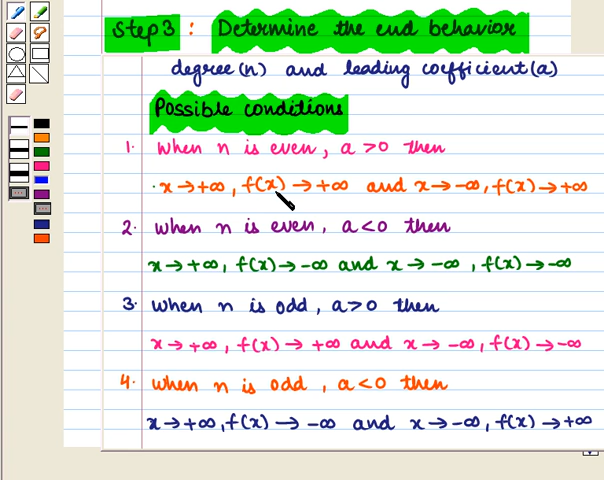 Step 3 : Determine the end behavior
degree(n) and leading coefficient(a)
Possible conditions
1. When n is even, a >0 then
x→+∞, f(x)→+∞ and x→-∞, f(x)→+∞
2. when n is even, a<0 then
x→+∞, f(x)→-∞ and x→-∞, f(x)→-∞
3. when n is odd, a>0 then
x→+∞, f(x)→+∞ and x→-∞, f(x)→-∞
4. when n is odd, a<0 then
x→+∞, f(x)→-∞ and x→-∞, f(x)→+∞